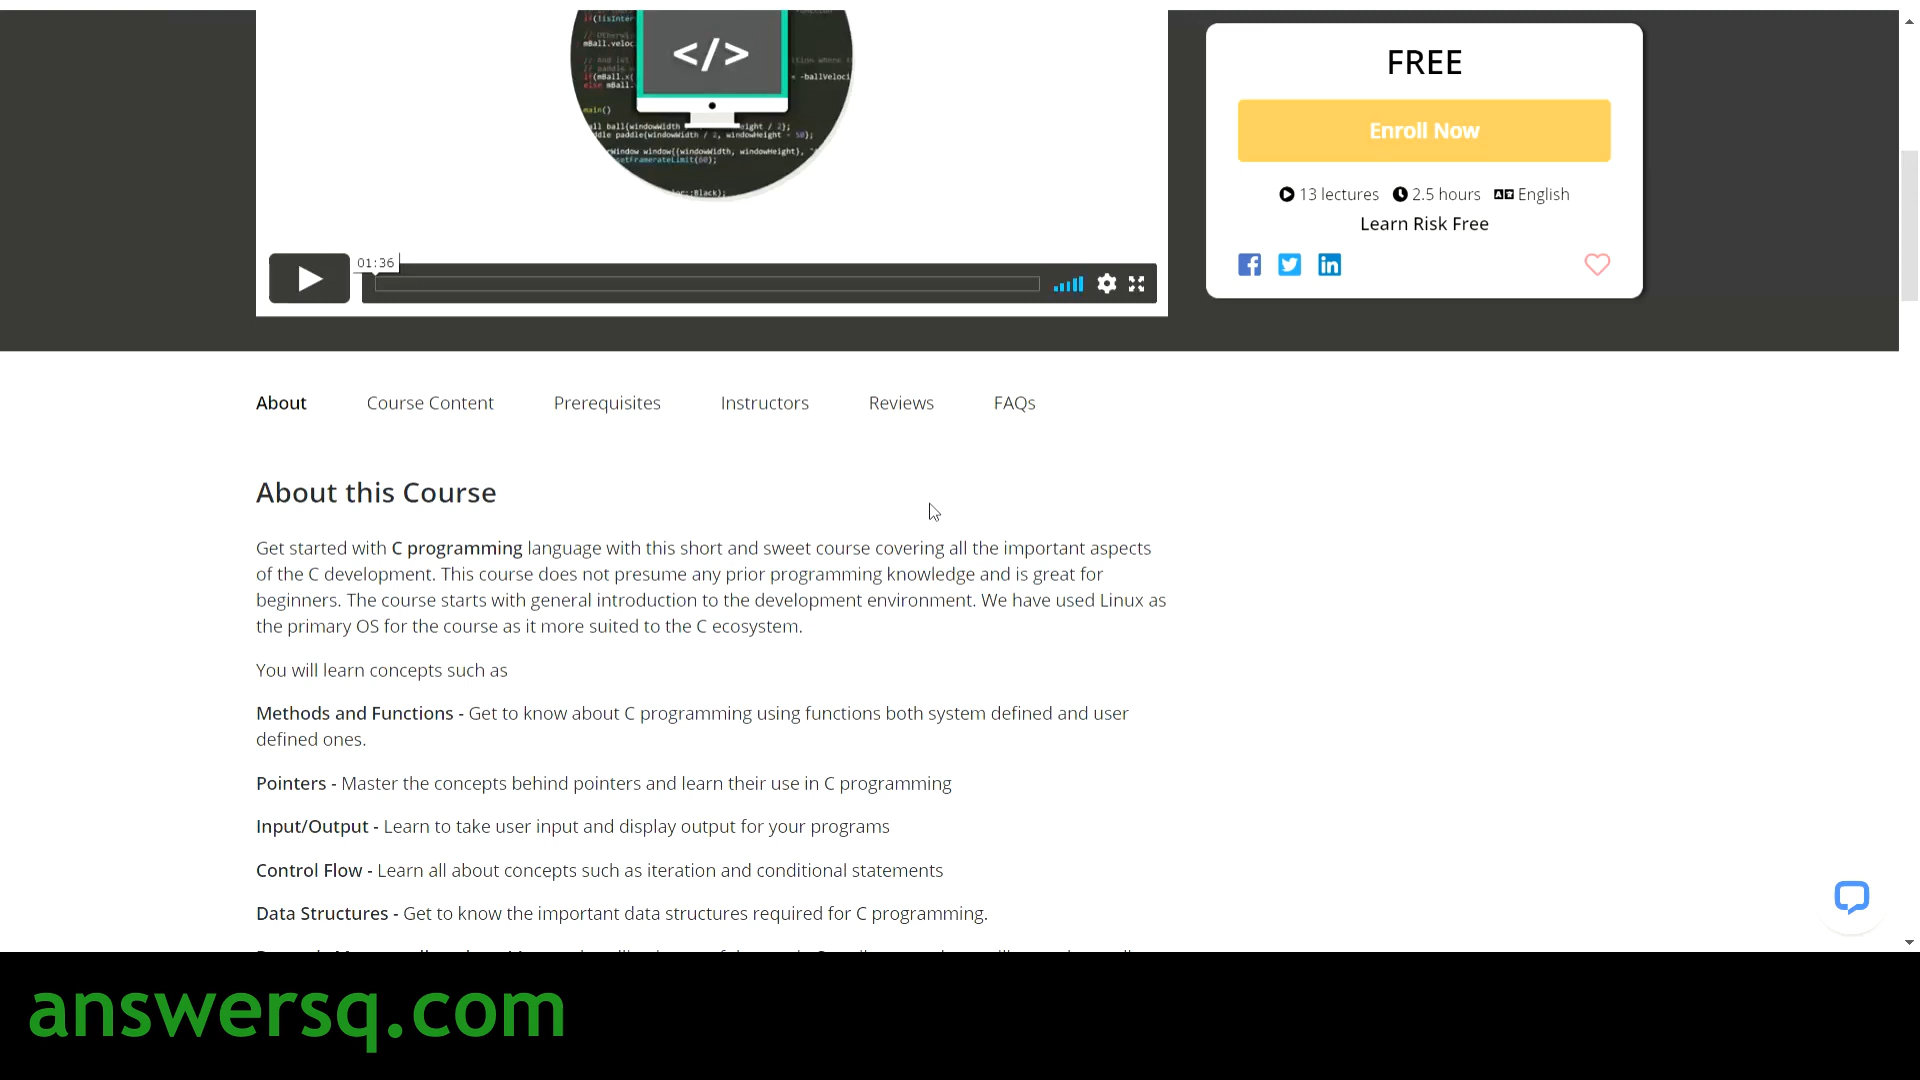 if(!isInter
mBall.veloc
</>
else mBall.
main()
FREE
Enroll Now
13 lectures 2.5 hours English
Learn Risk Free
01:36
About Course Content Prerequisites Instructors Reviews FAQs
About this Course
Get started with C programming language with this short and sweet course covering all the important aspects
of the C development. This course does not presume any prior programming knowledge and is great for
beginners. The course starts with general introduction to the development environment. We have used Linux as
the primary OS for the course as it more suited to the C ecosystem.
You will learn concepts such as
Methods and Functions - Get to know about C programming using functions both system defined and user
defined ones.
Pointers - Master the concepts behind pointers and learn their use in C programming
Input/Output - Learn to take user input and display output for your programs
Control Flow - Learn all about concepts such as iteration and conditional statements
Data Structures - Get to know the important data structures required for C programming.
answersq.com